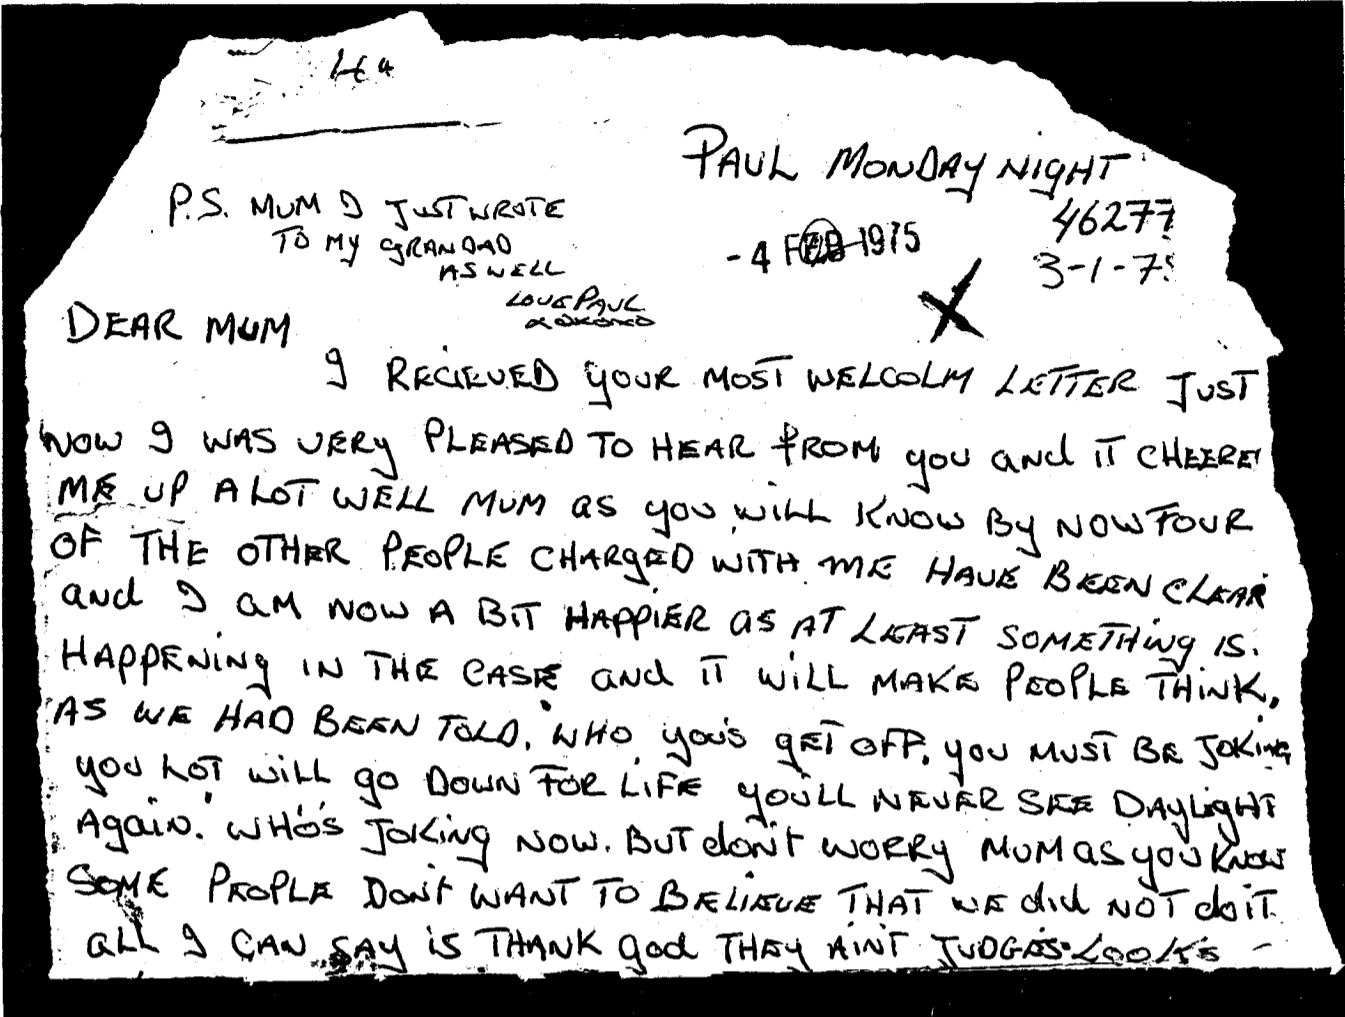 H4
PAUL MONDAY NIGHT
46277
3-1-75
P.S. MUM I JUST WROTE
TO MY GRANDAD
AS WELL
LOVE PAUL
XOXOXO
- 4 FEB 1975
X
DEAR MUM
I RECIEVED YOUR MOST WELCOLM LETTER JUST
NOW I WAS VERY PLEASED TO HEAR FROM you and IT CHEERE
ME UP A LOT WELL MUM as you WILL KNOW By NOW FOUR
OF THE OTHER PEOPLE CHARGED WITH ME HAVE BEEN CLEAR
and I am NOW A BIT HAPPIER as AT LEAST SOMETHING IS.
HAPPENING IN THE CASE and IT WILL MAKE PEOPLE THINK,
AS WE HAD BEEN TOLD. WHO you's GET OFF. you MUST BE JOKING
you LOT WILL go DOWN FOR LIFE you'LL NEVER SEE DAYLIGHT
Again. WHO'S JOKING NOW. BUT don't WORRY MUM as you KNOW
SOME PEOPLE DON't WANT TO BELIEVE THAT WE did NOT do IT.
all I CAN SAY is THANK god THEY AIN'T JUDGES. LOOKS -